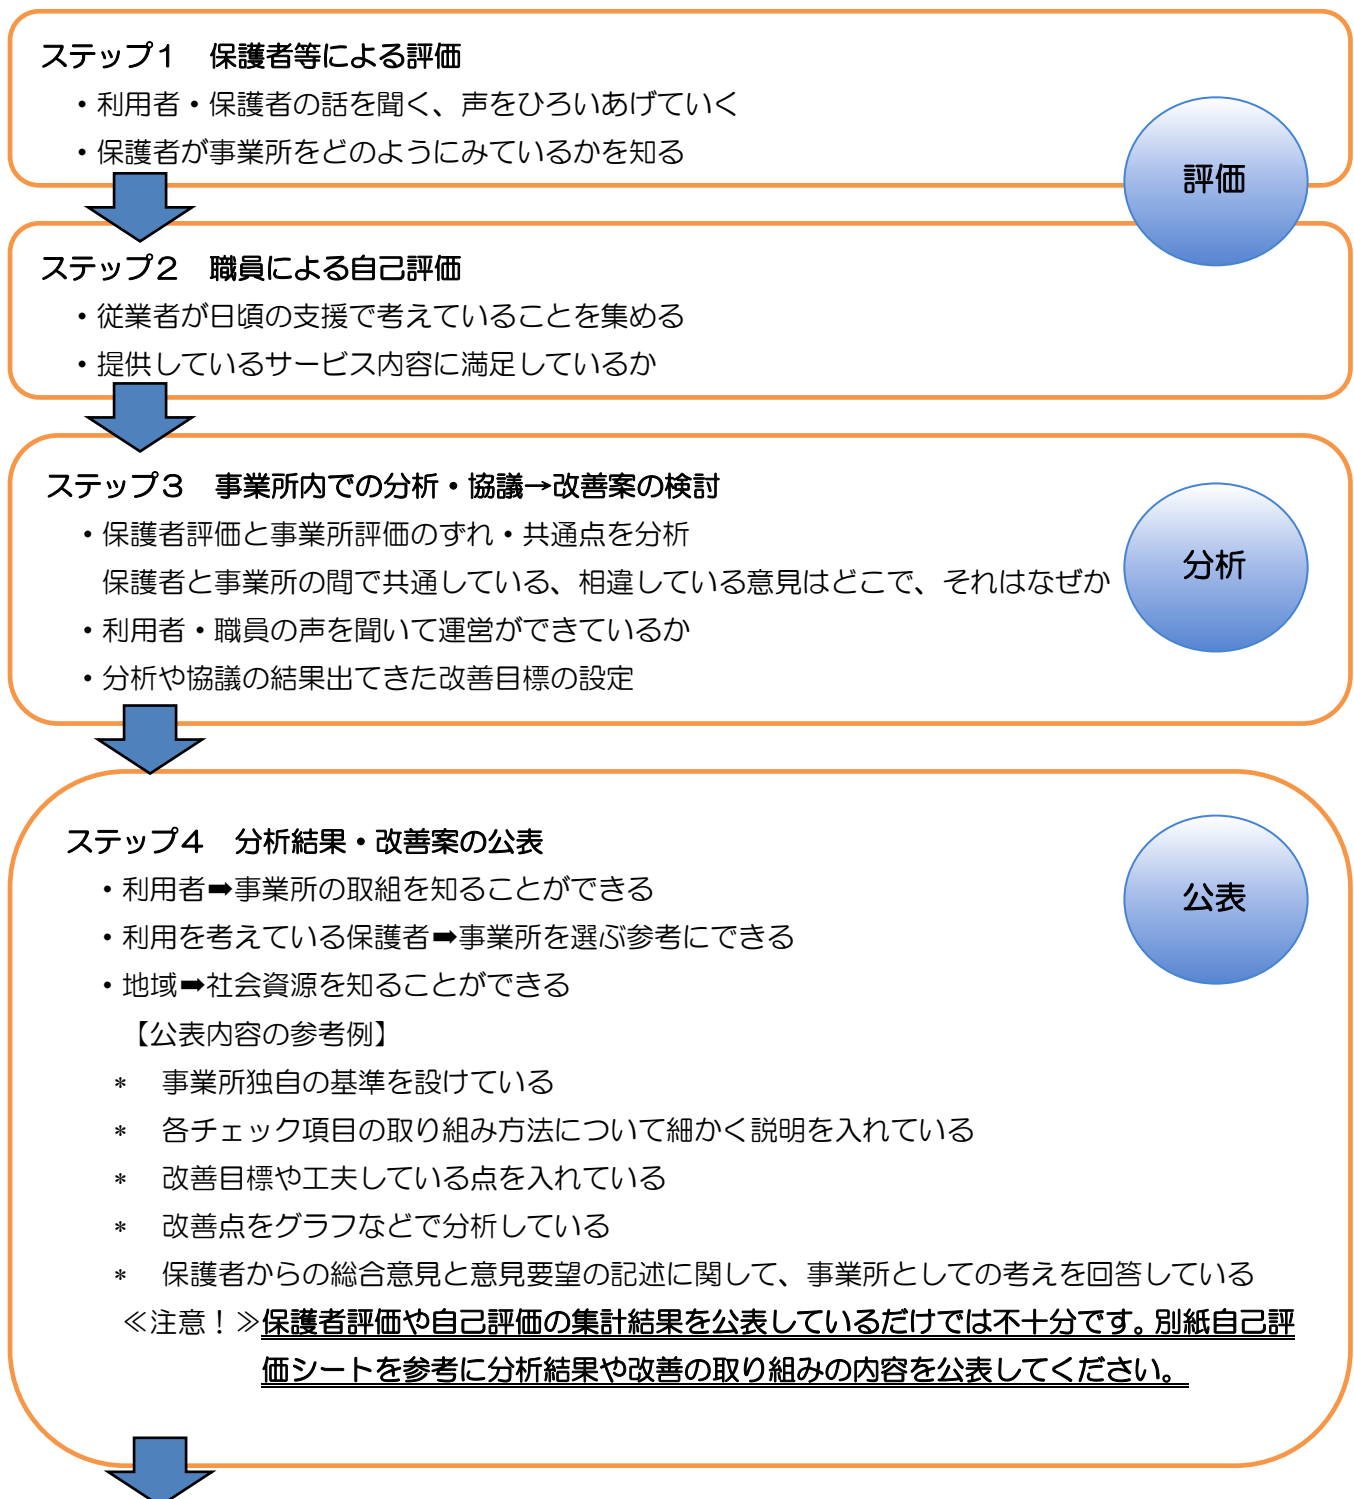 ステップ１　保護者等による評価
・利用者・保護者の話を聞く、声をひろいあげていく
・保護者が事業所をどのようにみているかを知る
評価
ステップ２　職員による自己評価
・従業者が日頃の支援で考えていることを集める
・提供しているサービス内容に満足しているか
ステップ３　事業所内での分析・協議→改善案の検討
・保護者評価と事業所評価のずれ・共通点を分析
保護者と事業所の間で共通している、相違している意見はどこで、それはなぜか
分析
・利用者・職員の声を聞いて運営ができているか
・分析や協議の結果出てきた改善目標の設定
ステップ４　分析結果・改善案の公表
・利用者➡事業所の取組を知ることができる
公表
・利用を考えている保護者➡事業所を選ぶ参考にできる
・地域➡社会資源を知ることができる
【公表内容の参考例】
＊　事業所独自の基準を設けている
＊　各チェック項目の取り組み方法について細かく説明を入れている
＊　改善目標や工夫している点を入れている
＊　改善点をグラフなどで分析している
＊　保護者からの総合意見と意見要望の記述に関して、事業所としての考えを回答している
≪注意！≫保護者評価や自己評価の集計結果を公表しているだけでは不十分です。別紙自己評
価シートを参考に分析結果や改善の取り組みの内容を公表してください。